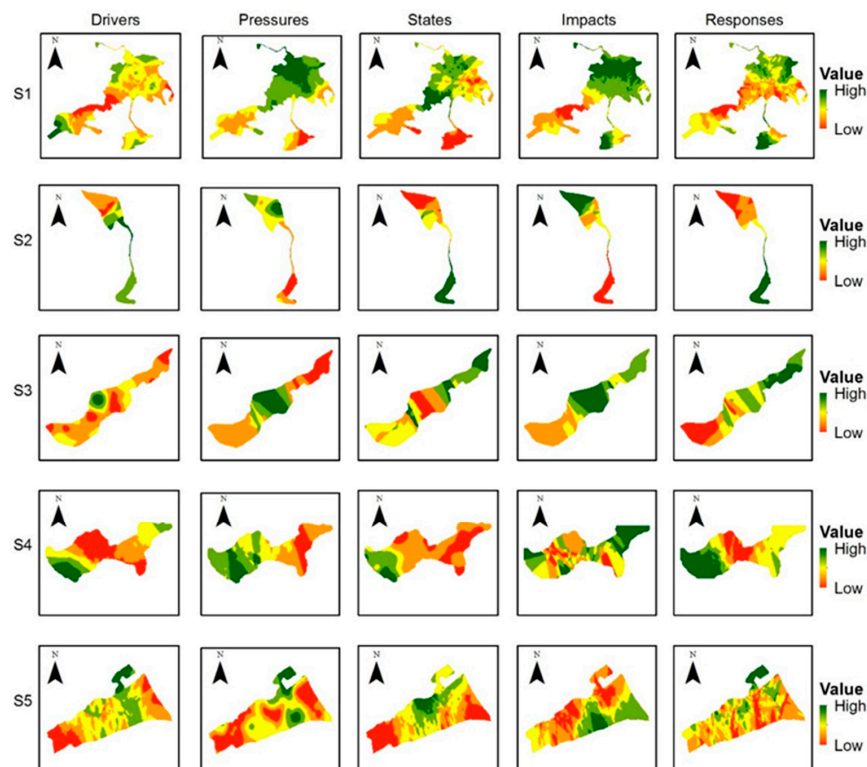 Drivers Pressures States Impacts Responses
N N N N N
S1
Value
High
Low
N N N N N
S2
Value
High
Low
N N N N N
S3
Value
High
Low
N N N N N
S4
Value
High
Low
N N N N N
S5
Value
High
Low